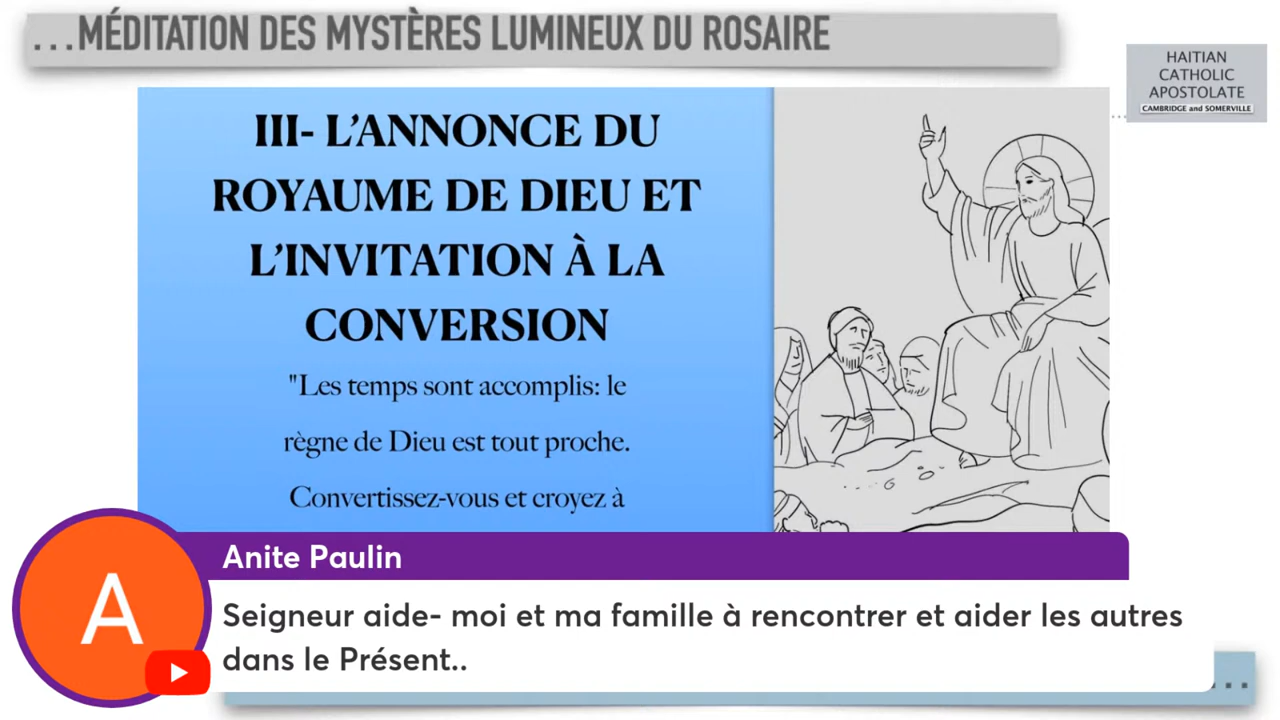 ...MÉDITATION DES MYSTÈRES LUMINEUX DU ROSAIRE
HAITIAN
CATHOLIC
APOSTOLATE
CAMBRIDGE and SOMERVILLE
III- L'ANNONCE DU
ROYAUME DE DIEU ET
L'INVITATION À LA
CONVERSION
"Les temps sont accomplis: le
règne de Dieu est tout proche.
Convertissez-vous et croyez à
A
Anite Paulin
Seigneur aide- moi et ma famille à rencontrer et aider les autres
dans le Présent..